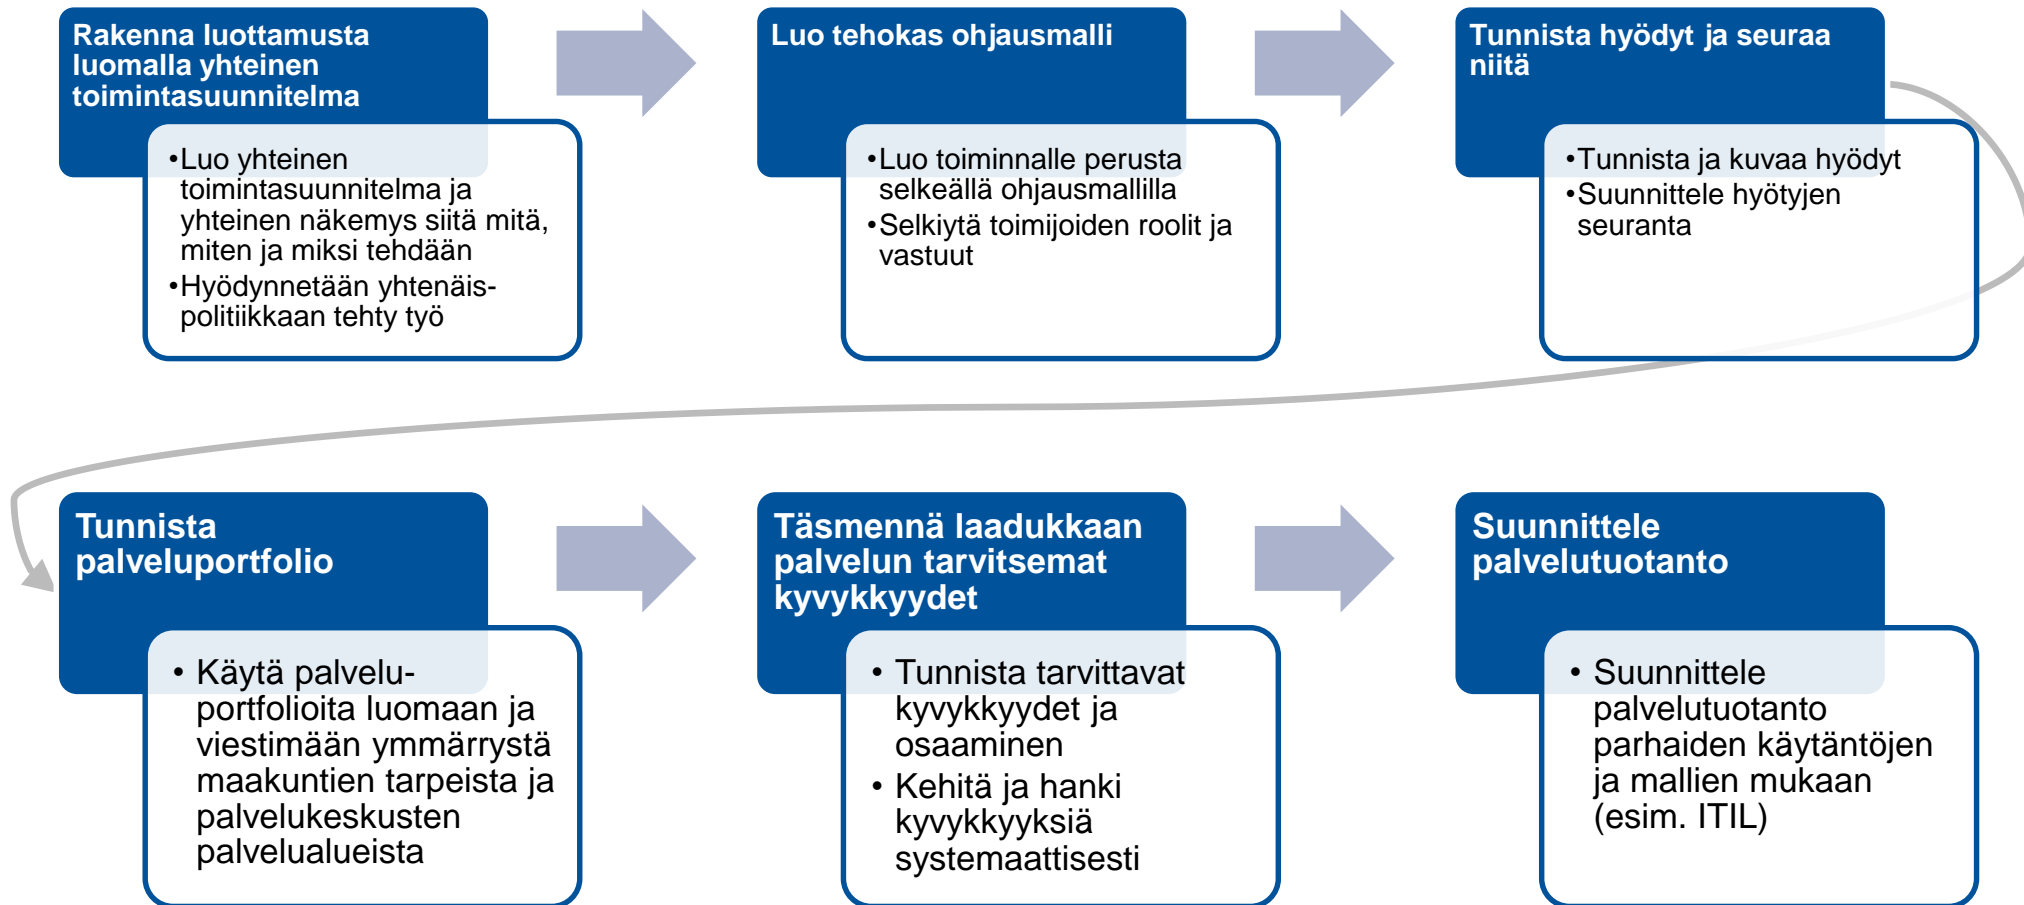 Rakenna luottamusta
luomalla yhteinen
toimintasuunnitelma
•Luo yhteinen
toimintasuunnitelma ja
yhteinen näkemys siitä mitä,
miten ja miksi tehdään
•Hyödynnetään yhtenäis-
politiikkaan tehty työ
Luo tehokas ohjausmalli
•Luo toiminnalle perusta
selkeällä ohjausmallilla
•Selkiytä toimijoiden roolit ja
vastuut
Tunnista hyödyt ja seuraa
niitä
•Tunnista ja kuvaa hyödyt
•Suunnittele hyötyjen
seuranta
Tunnista
palveluportfolio
• Käytä palvelu-
portfolioita luomaan ja
viestimään ymmärrystä
maakuntien tarpeista ja
palvelukeskusten
palvelualueista
Täsmennä laadukkaan
palvelun tarvitsemat
kyvykkyydet
• Tunnista tarvittavat
kyvykkyydet ja
osaaminen
• Kehitä ja hanki
kyvykkyyksiä
systemaattisesti
Suunnittele
palvelutuotanto
• Suunnittele
palvelutuotanto
parhaiden käytäntöjen
ja mallien mukaan
(esim. ITIL)